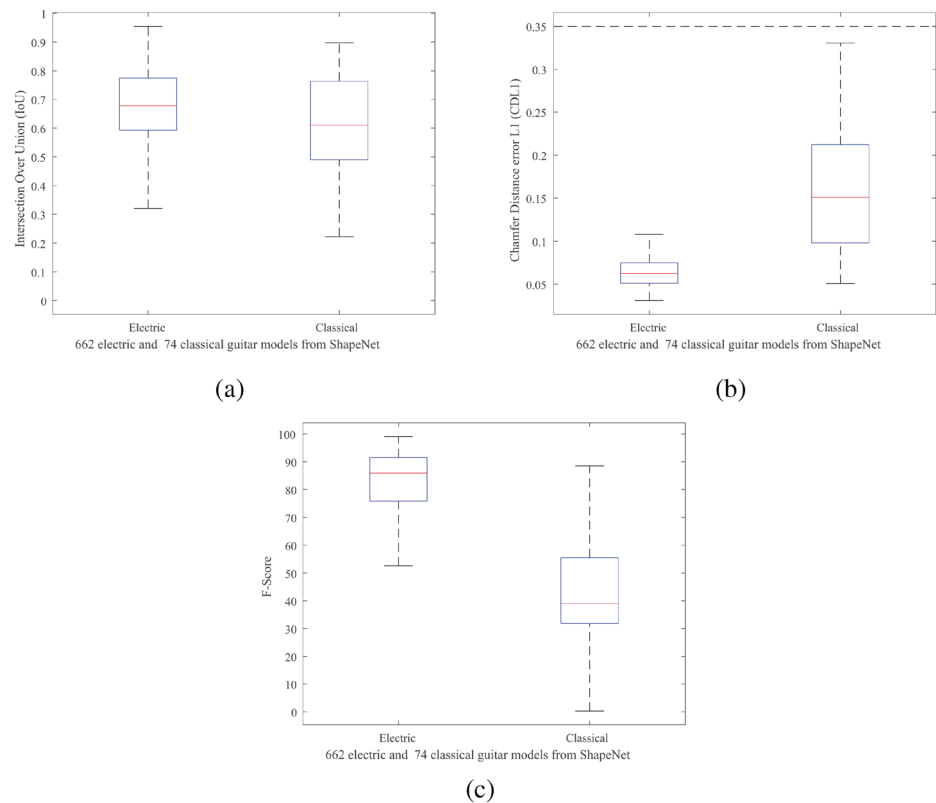 1
0.9
0.8
0.7
0.6
0.5
0.4
0.3
0.2
0.1
0
Intersection Over Union (IoU)
Electric Classical
662 electric and 74 classical guitar models from ShapeNet
(a)
0.35
0.3
0.25
0.2
0.15
0.1
0.05
Chamfer Distance error L1 (CDL1)
Electric Classical
662 electric and 74 classical guitar models from ShapeNet
(b)
100
90
80
70
60
50
40
30
20
10
0
F-Score
Electric Classical
662 electric and 74 classical guitar models from ShapeNet
(c)